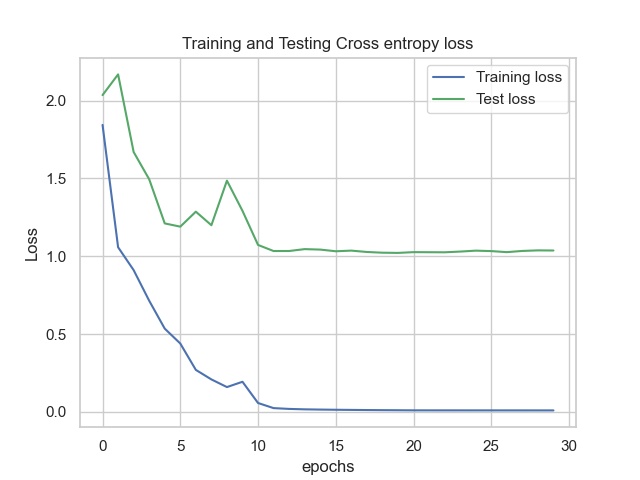 Training and Testing Cross entropy loss
Training loss
Test loss
2.0
1.5
1.0
0.5
0.0
Loss
0 5 10 15 20 25 30
epochs